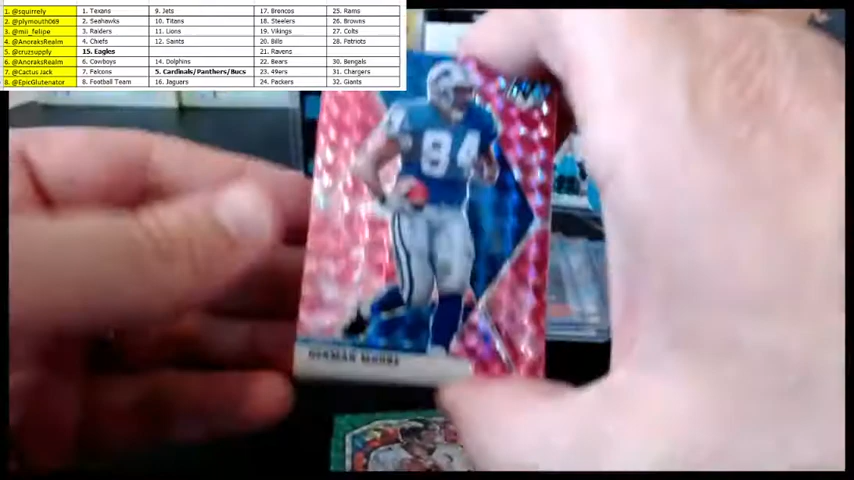 1. @squirrely 1. Texans 9. Jets 17. Broncos 25. Rams
2. @plymouth069 2. Seahawks 10. Titans 18. Steelers 26. Browns
3. @mii_felipe 3. Raiders 11. Lions 19. Vikings 27. Colts
4. @AnoraksRealm 4. Chiefs 12. Saints 20. Bills 28. Patriots
5. @cruzsupply 15. Eagles 21. Ravens
6. @AnoraksRealm 6. Cowboys 14. Dolphins 22. Bears 30. Bengals
7. @Cactus Jack 7. Falcons 5. Cardinals/Panthers/Bucs 23. 49ers 31. Chargers
8. @EpicGlutenator 8. Football Team 16. Jaguars 24. Packers 32. Giants
84
HERMAN MOORE